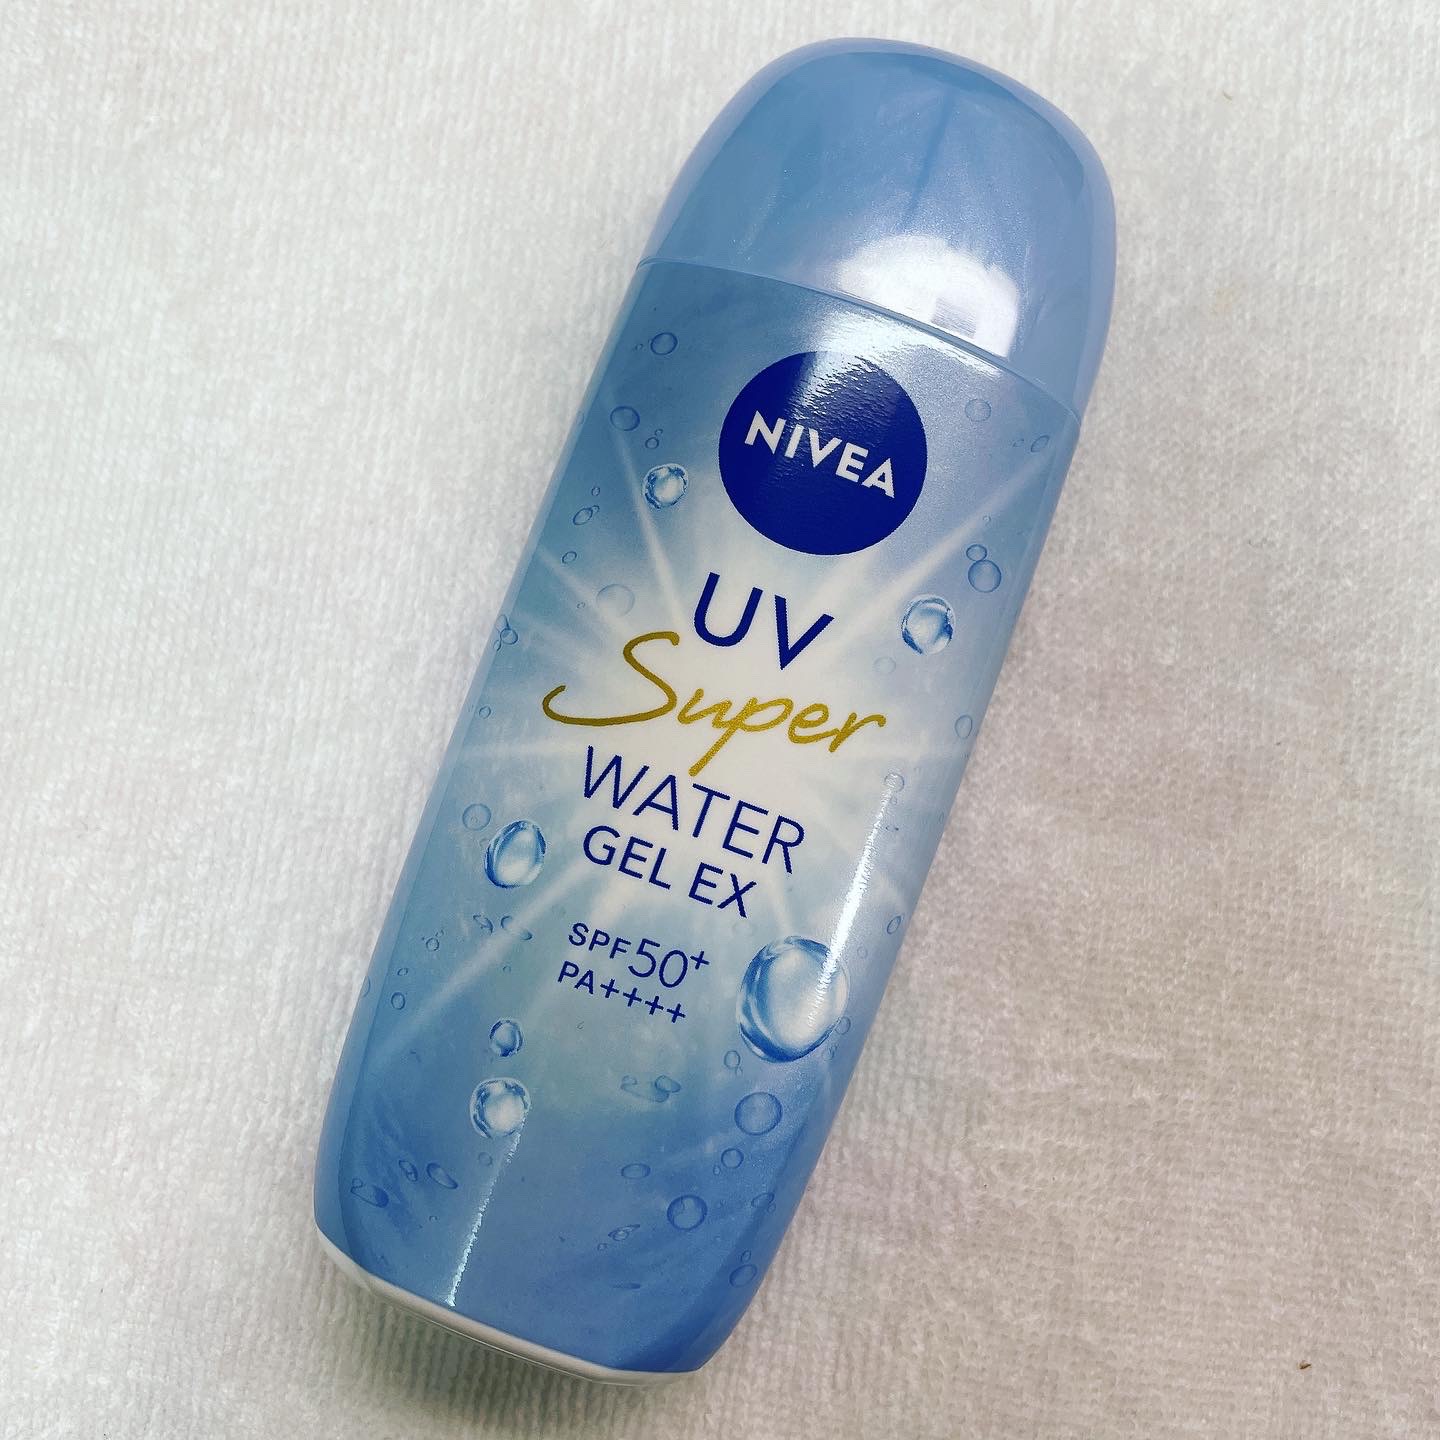 NIVEA
UV
Super
WATER
GEL EX
SPF50+
PA++++